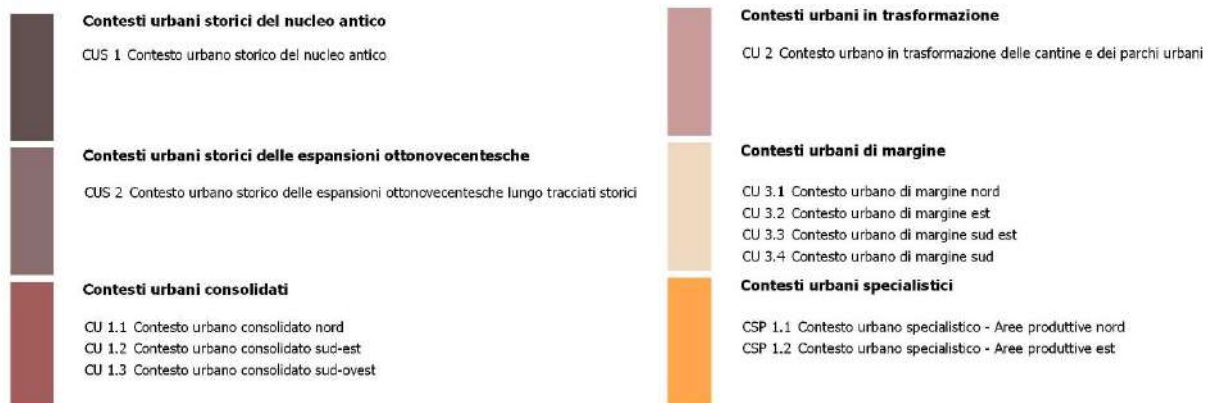 Contesti urbani storici del nucleo antico
CUS 1 Contesto urbano storico del nucleo antico
Contesti urbani storici delle espansioni ottonovecentesche
CUS 2 Contesto urbano storico delle espansioni ottonovecentesche lungo tracciati storici
Contesti urbani consolidati
CU 1.1 Contesto urbano consolidato nord
CU 1.2 Contesto urbano consolidato sud-est
CU 1.3 Contesto urbano consolidato sud-ovest
Contesti urbani in trasformazione
CU 2 Contesto urbano in trasformazione delle cantine e dei parchi urbani
Contesti urbani di margine
CU 3.1 Contesto urbano di margine nord
CU 3.2 Contesto urbano di margine est
CU 3.3 Contesto urbano di margine sud est
CU 3.4 Contesto urbano di margine sud
Contesti urbani specialistici
CSP 1.1 Contesto urbano specialistico - Aree produttive nord
CSP 1.2 Contesto urbano specialistico - Aree produttive est